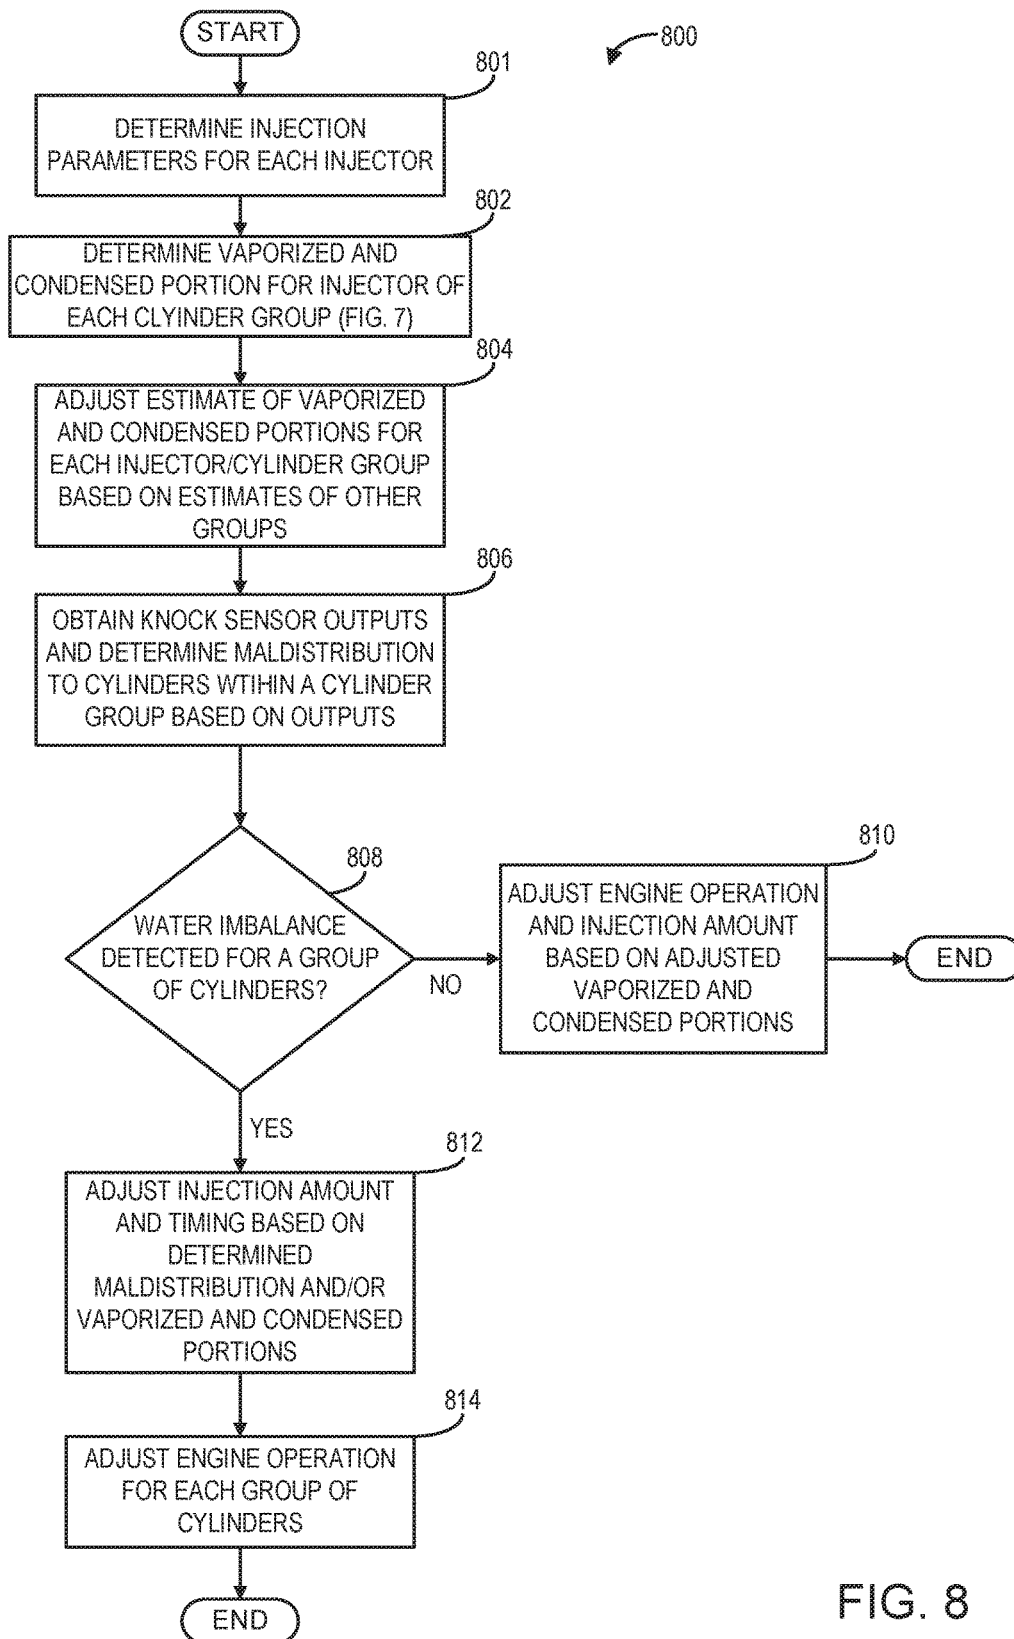 START
800
801
DETERMINE INJECTION
PARAMETERS FOR EACH INJECTOR
802
DETERMINE VAPORIZED AND
CONDENSED PORTION FOR INJECTOR OF
EACH CLYINDER GROUP (FIG. 7)
804
ADJUST ESTIMATE OF VAPORIZED
AND CONDENSED PORTIONS FOR
EACH INJECTOR/CYLINDER GROUP
BASED ON ESTIMATES OF OTHER
GROUPS
806
OBTAIN KNOCK SENSOR OUTPUTS
AND DETERMINE MALDISTRIBUTION
TO CYLINDERS WTIHIN A CYLINDER
GROUP BASED ON OUTPUTS
808
WATER IMBALANCE
DETECTED FOR A GROUP
OF CYLINDERS?
NO
810
ADJUST ENGINE OPERATION
AND INJECTION AMOUNT
BASED ON ADJUSTED
VAPORIZED AND
CONDENSED PORTIONS
END
YES
812
ADJUST INJECTION AMOUNT
AND TIMING BASED ON
DETERMINED
MALDISTRIBUTION AND/OR
VAPORIZED AND CONDENSED
PORTIONS
814
ADJUST ENGINE OPERATION
FOR EACH GROUP OF
CYLINDERS
END
FIG. 8